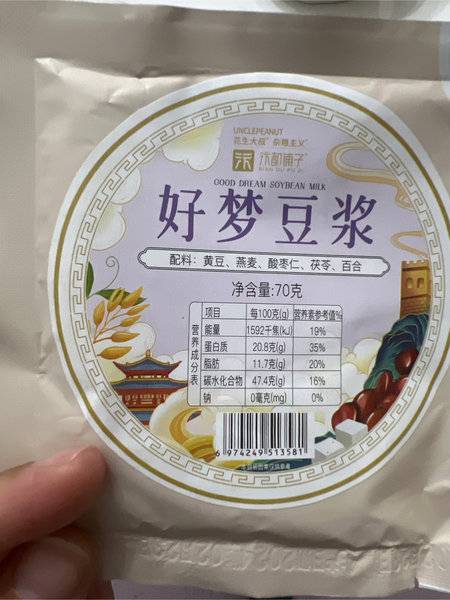 UNCLEPEANUT
花生大叔® 杂粮主义®
GOOD DREAM SOYBEAN MILK
好梦豆浆
配料：黄豆、燕麦、酸枣仁、茯苓、百合
净含量:70克
营养成分表
项目 每100克(g) 营养素参考值%
能量 1592千焦(kJ) 19%
蛋白质 20.8克(g) 35%
脂肪 11.7克(g) 20%
碳水化合物 47.4克(g) 16%
钠 0毫克(mg) 0%
6 974249 513581